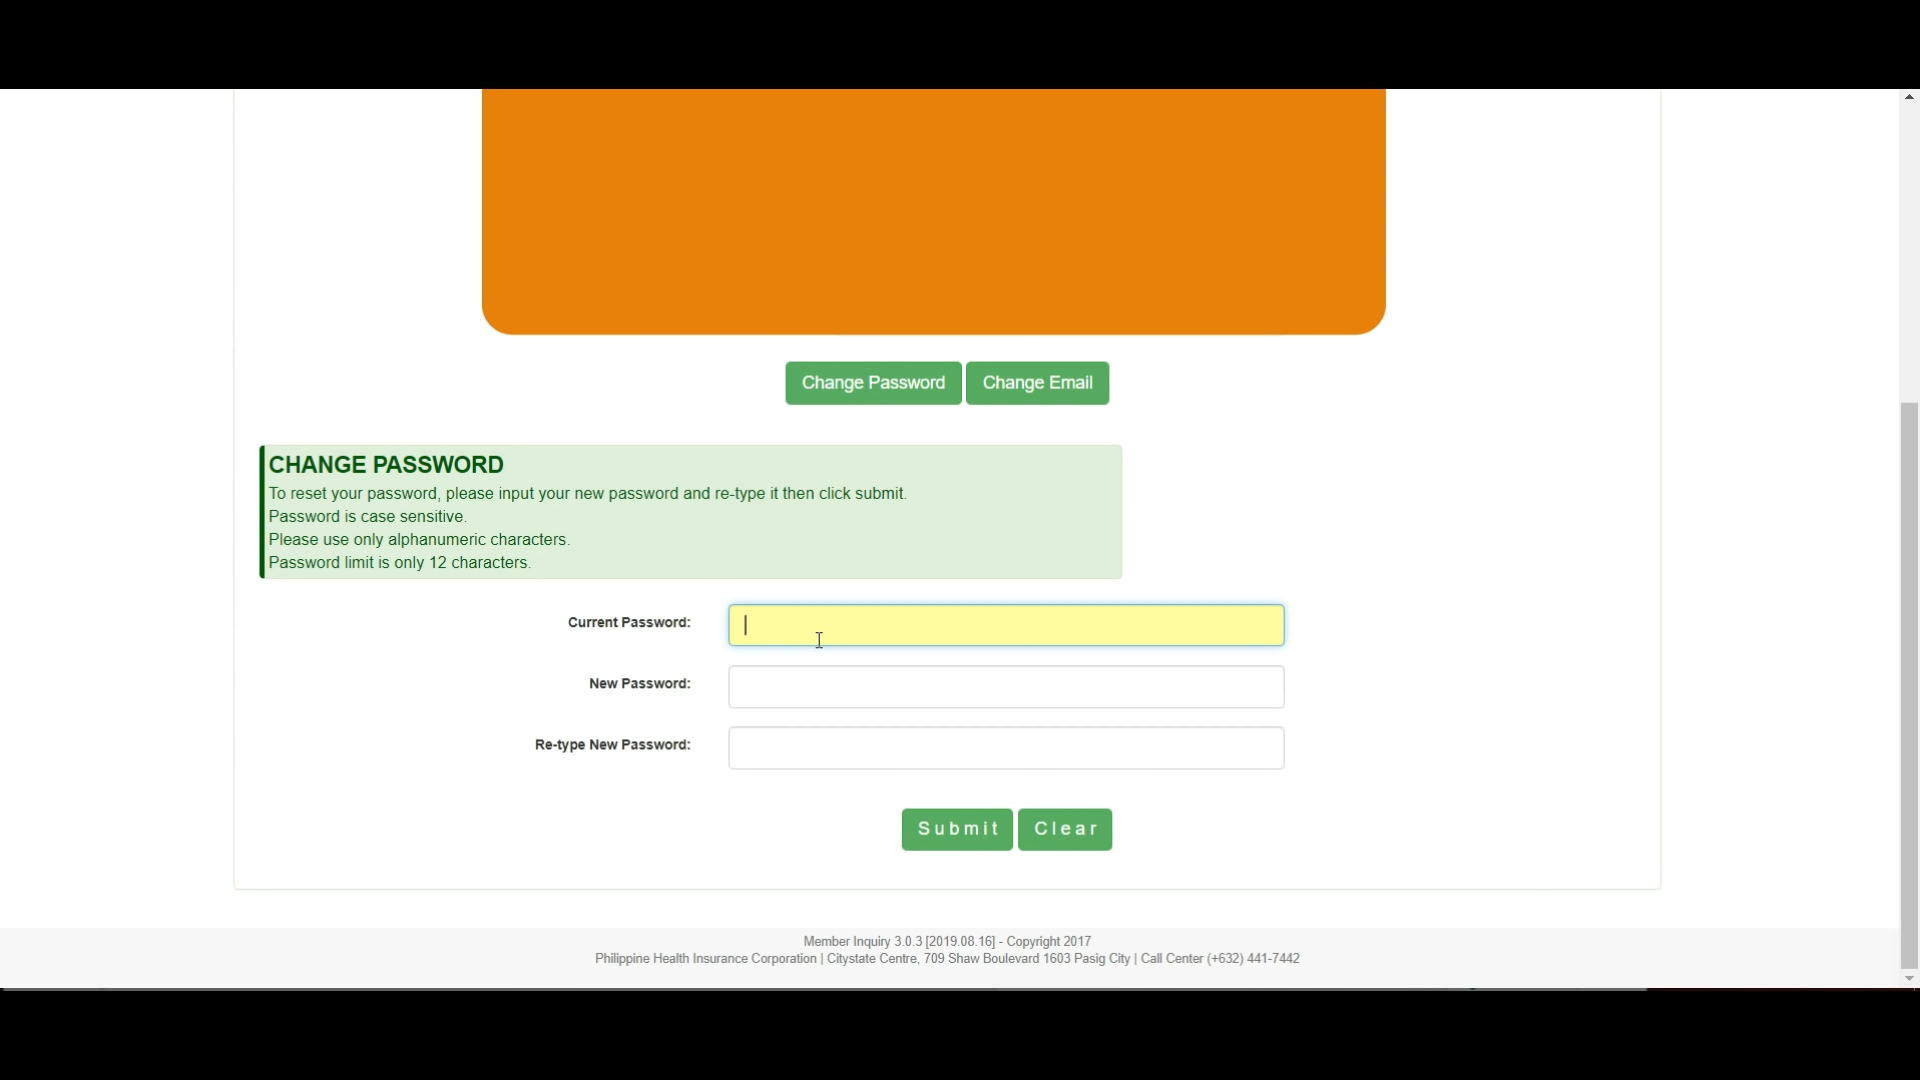 Change Password Change Email
CHANGE PASSWORD
To reset your password, please input your new password and re-type it then click submit.
Password is case sensitive.
Please use only alphanumeric characters.
Password limit is only 12 characters.
Current Password:
New Password:
Re-type New Password:
Submit Clear
Member Inquiry 3.0.3 [2019.08.16] - Copyright 2017
Philippine Health Insurance Corporation | Citystate Centre, 709 Shaw Boulevard 1603 Pasig City | Call Center (+632) 441-7442